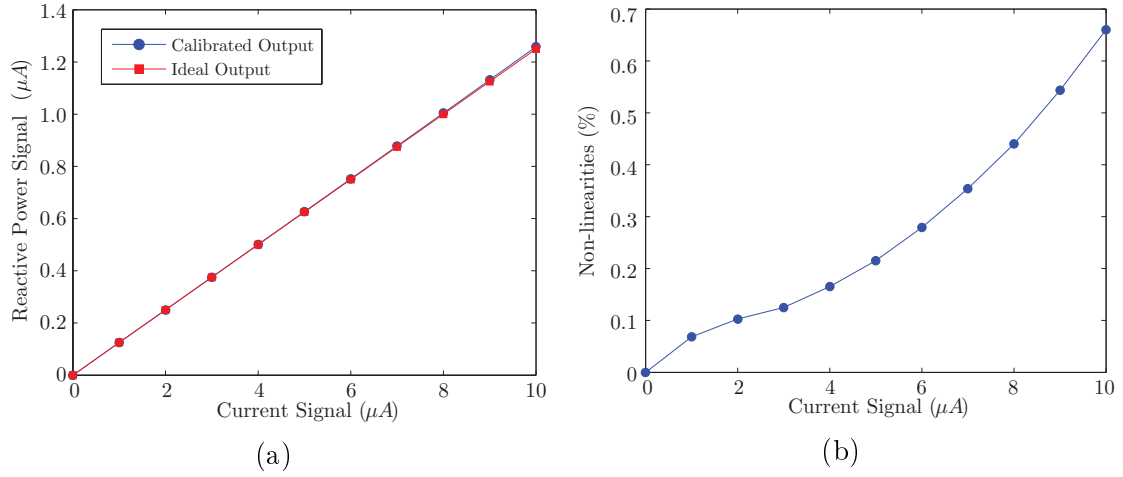 Reactive Power Signal (μA)
1.4
1.2
1.0
0.8
0.6
0.4
0.2
0
Calibrated Output
Ideal Output
0 2 4 6 8 10
Current Signal (μA)
(a)
Non-linearities (%)
0.7
0.6
0.5
0.4
0.3
0.2
0.1
0
0 2 4 6 8 10
Current Signal (μA)
(b)